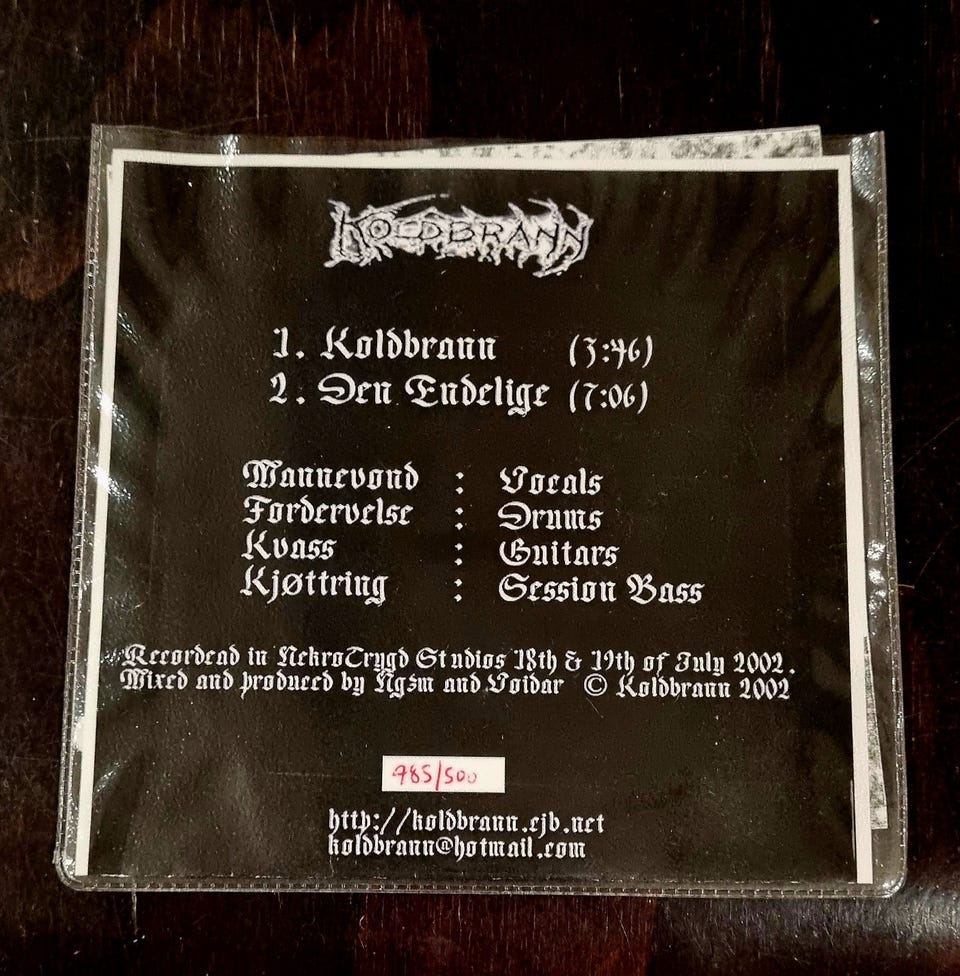 KOLDBRANN
1. Koldbrann (3:46)
2. Den Endelige (7:06)
Mannevond : Vocals
Fordervelse : Drums
Kvass : Guitars
Kjøttring : Session Bass
Recordead in NekroTrygd Studios 18th & 19th of July 2002.
Mixed and produced by Ngzm and Voidar © Koldbrann 2002
485/500
http://koldbrann.cjb.net
koldbrann@hotmail.com